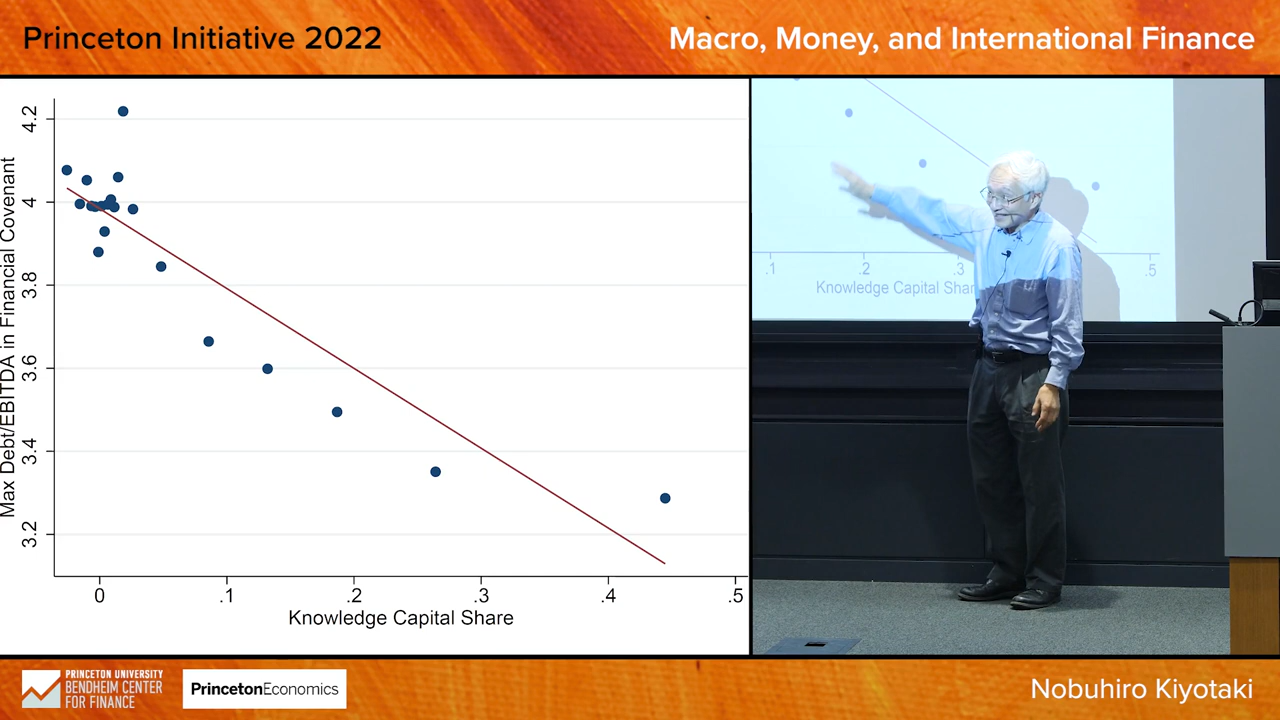 Princeton Initiative 2022
Macro, Money, and International Finance
Max Debt/EBITDA in Financial Covenant
4.2
4
3.8
3.6
3.4
3.2
0
.1
.2
.3
.4
.5
Knowledge Capital Share
.1
.2
.3
.5
Knowledge Capital Shar
PRINCETON UNIVERSITY
BENDHEIM CENTER
FOR FINANCE
PrincetonEconomics
Nobuhiro Kiyotaki